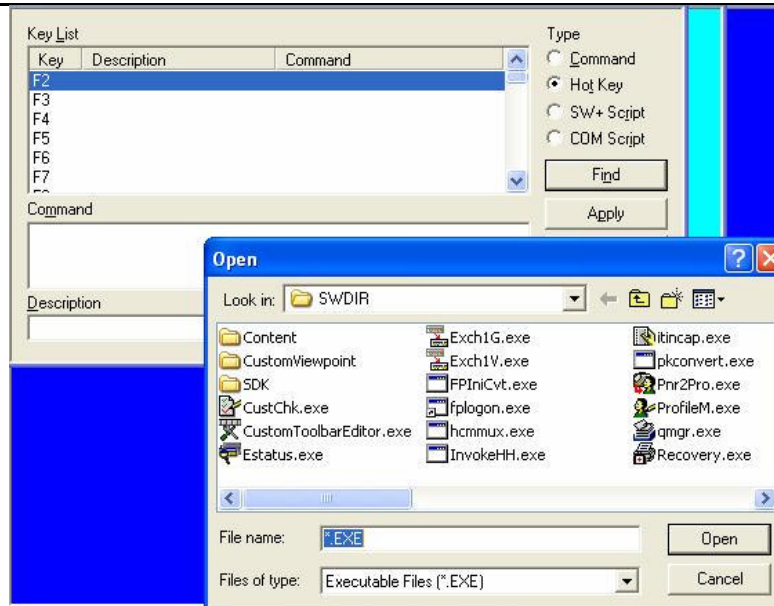 Key List
Type
Key Description Command
F2
F3
F4
F5
F6
F7
Command
Hot Key
SW+ Script
COM Script
Find
Apply
Command
Description
Open
Look in: SWDIR
Content
CustomViewpoint
SDK
CustChk.exe
CustomToolbarEditor.exe
Estatus.exe
Exch1G.exe
Exch1V.exe
FPIniCvt.exe
fplogon.exe
hcmmux.exe
InvokeHH.exe
itincap.exe
pkconvert.exe
Pnr2Pro.exe
ProfileM.exe
qmgr.exe
Recovery.exe
File name: *.EXE
Open
Files of type: Executable Files (*.EXE)
Cancel